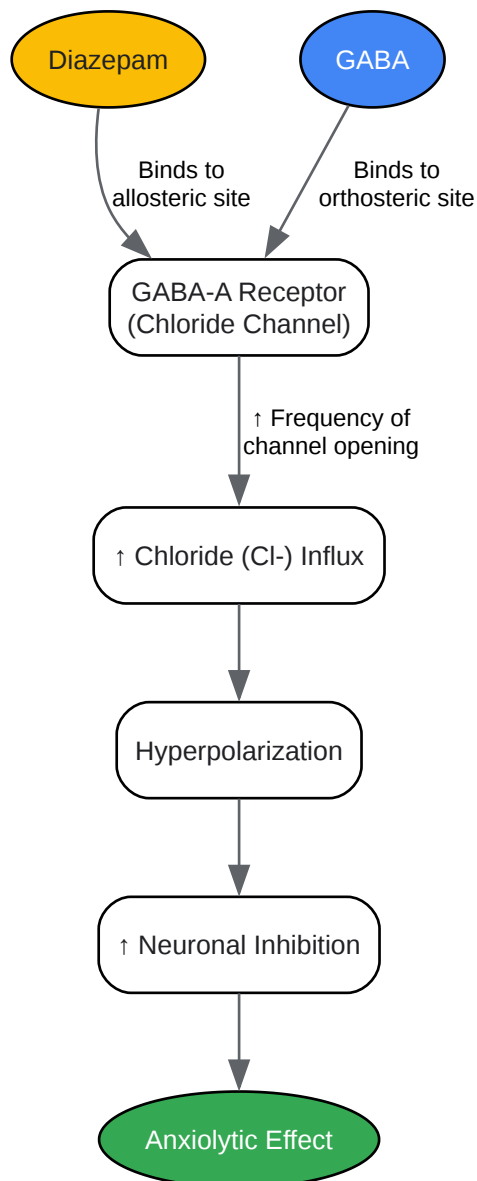 Diazepam
GABA
Binds to
allosteric site
Binds to
orthosteric site
GABA-A Receptor
(Chloride Channel)
↑ Frequency of
channel opening
↑ Chloride (Cl-) Influx
Hyperpolarization
↑ Neuronal Inhibition
Anxiolytic Effect